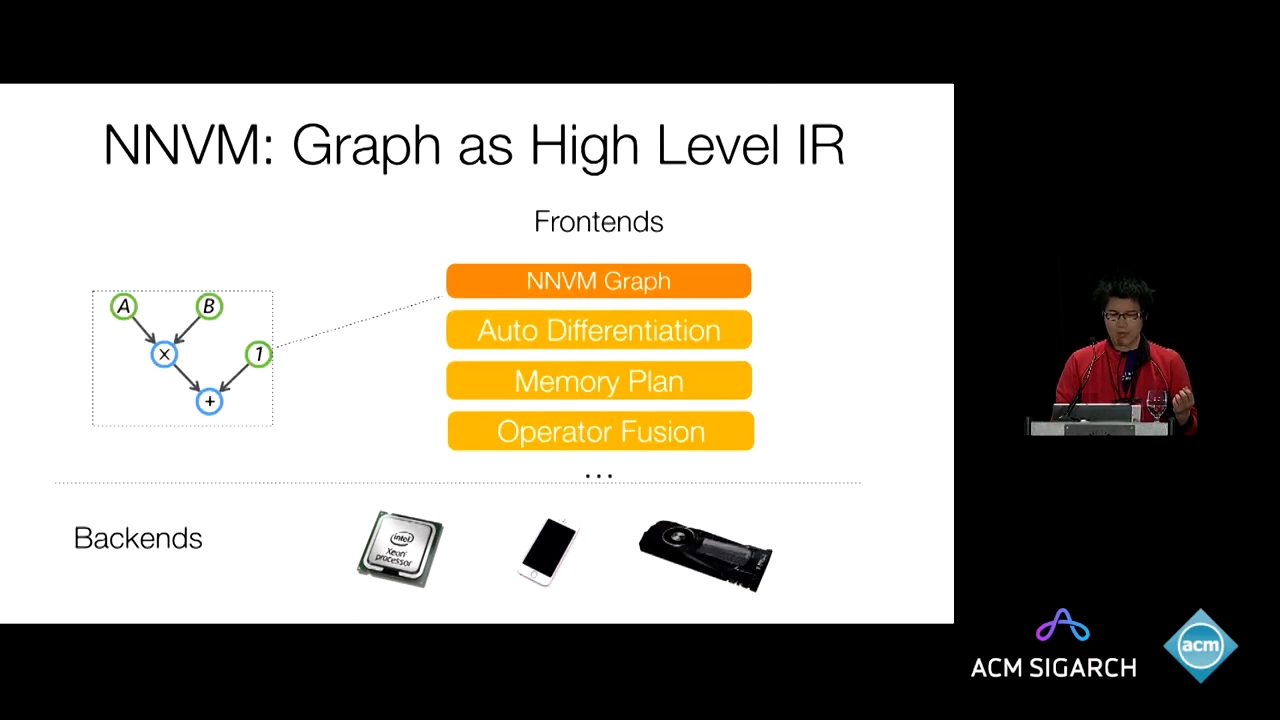 NNVM: Graph as High Level IR
Frontends
NNVM Graph
Auto Differentiation
Memory Plan
Operator Fusion
...
A
B
x
1
+
Backends
intel
Xeon
processor
ACM SIGARCH
acm